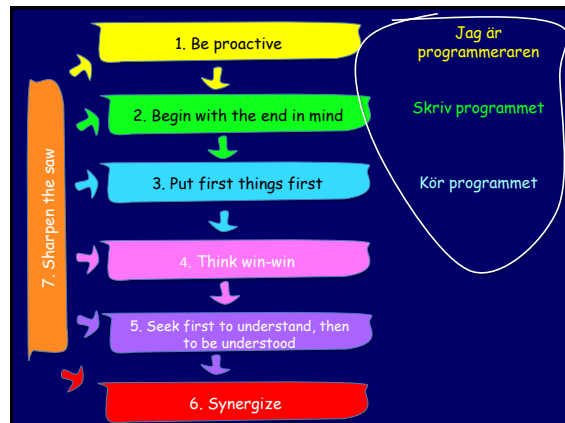 1. Be proactive
Jag är
programmeraren
2. Begin with the end in mind
Skriv programmet
3. Put first things first
Kör programmet
7. Sharpen the saw
4. Think win-win
5. Seek first to understand, then
to be understood
6. Synergize